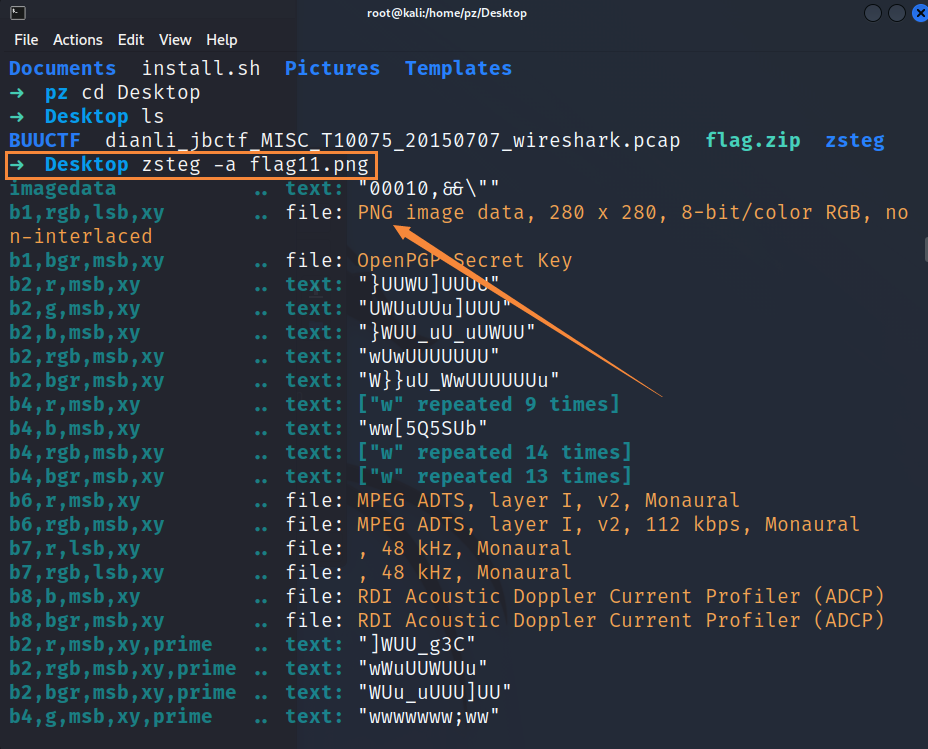 root@kali:/home/pz/Desktop
File Actions Edit View Help
Documents install.sh Pictures Templates
→ pz cd Desktop
→ Desktop ls
BUUCTF dianli_jbctf_MISC_T10075_20150707_wireshark.pcap flag.zip zsteg
→ Desktop zsteg -a flag11.png
imagedata .. text: "00010,&&\""
b1,rgb,lsb,xy .. file: PNG image data, 280 x 280, 8-bit/color RGB, no
n-interlaced
b1,bgr,msb,xy .. file: OpenPGP Secret Key
b2,r,msb,xy .. text: "}UUWU]UUUU"
b2,g,msb,xy .. text: "UWUuUUu]UUU"
b2,b,msb,xy .. text: "}WUU_uU_uUWUU"
b2,rgb,msb,xy .. text: "wUwUUUUUUU"
b2,bgr,msb,xy .. text: "W}}uU_WwUUUUUUu"
b4,r,msb,xy .. text: ["w" repeated 9 times]
b4,b,msb,xy .. text: "ww[5Q5SUb"
b4,rgb,msb,xy .. text: ["w" repeated 14 times]
b4,bgr,msb,xy .. text: ["w" repeated 13 times]
b6,r,msb,xy .. file: MPEG ADTS, layer I, v2, Monaural
b6,rgb,msb,xy .. file: MPEG ADTS, layer I, v2, 112 kbps, Monaural
b7,r,lsb,xy .. file: , 48 kHz, Monaural
b7,rgb,lsb,xy .. file: , 48 kHz, Monaural
b8,b,msb,xy .. file: RDI Acoustic Doppler Current Profiler (ADCP)
b8,bgr,msb,xy .. file: RDI Acoustic Doppler Current Profiler (ADCP)
b2,r,msb,xy,prime .. text: "]WUU_g3C"
b2,rgb,msb,xy,prime .. text: "wWuUUWUUu"
b2,bgr,msb,xy,prime .. text: "WUu_uUUU]UU"
b4,g,msb,xy,prime .. text: "wwwwwww;ww"